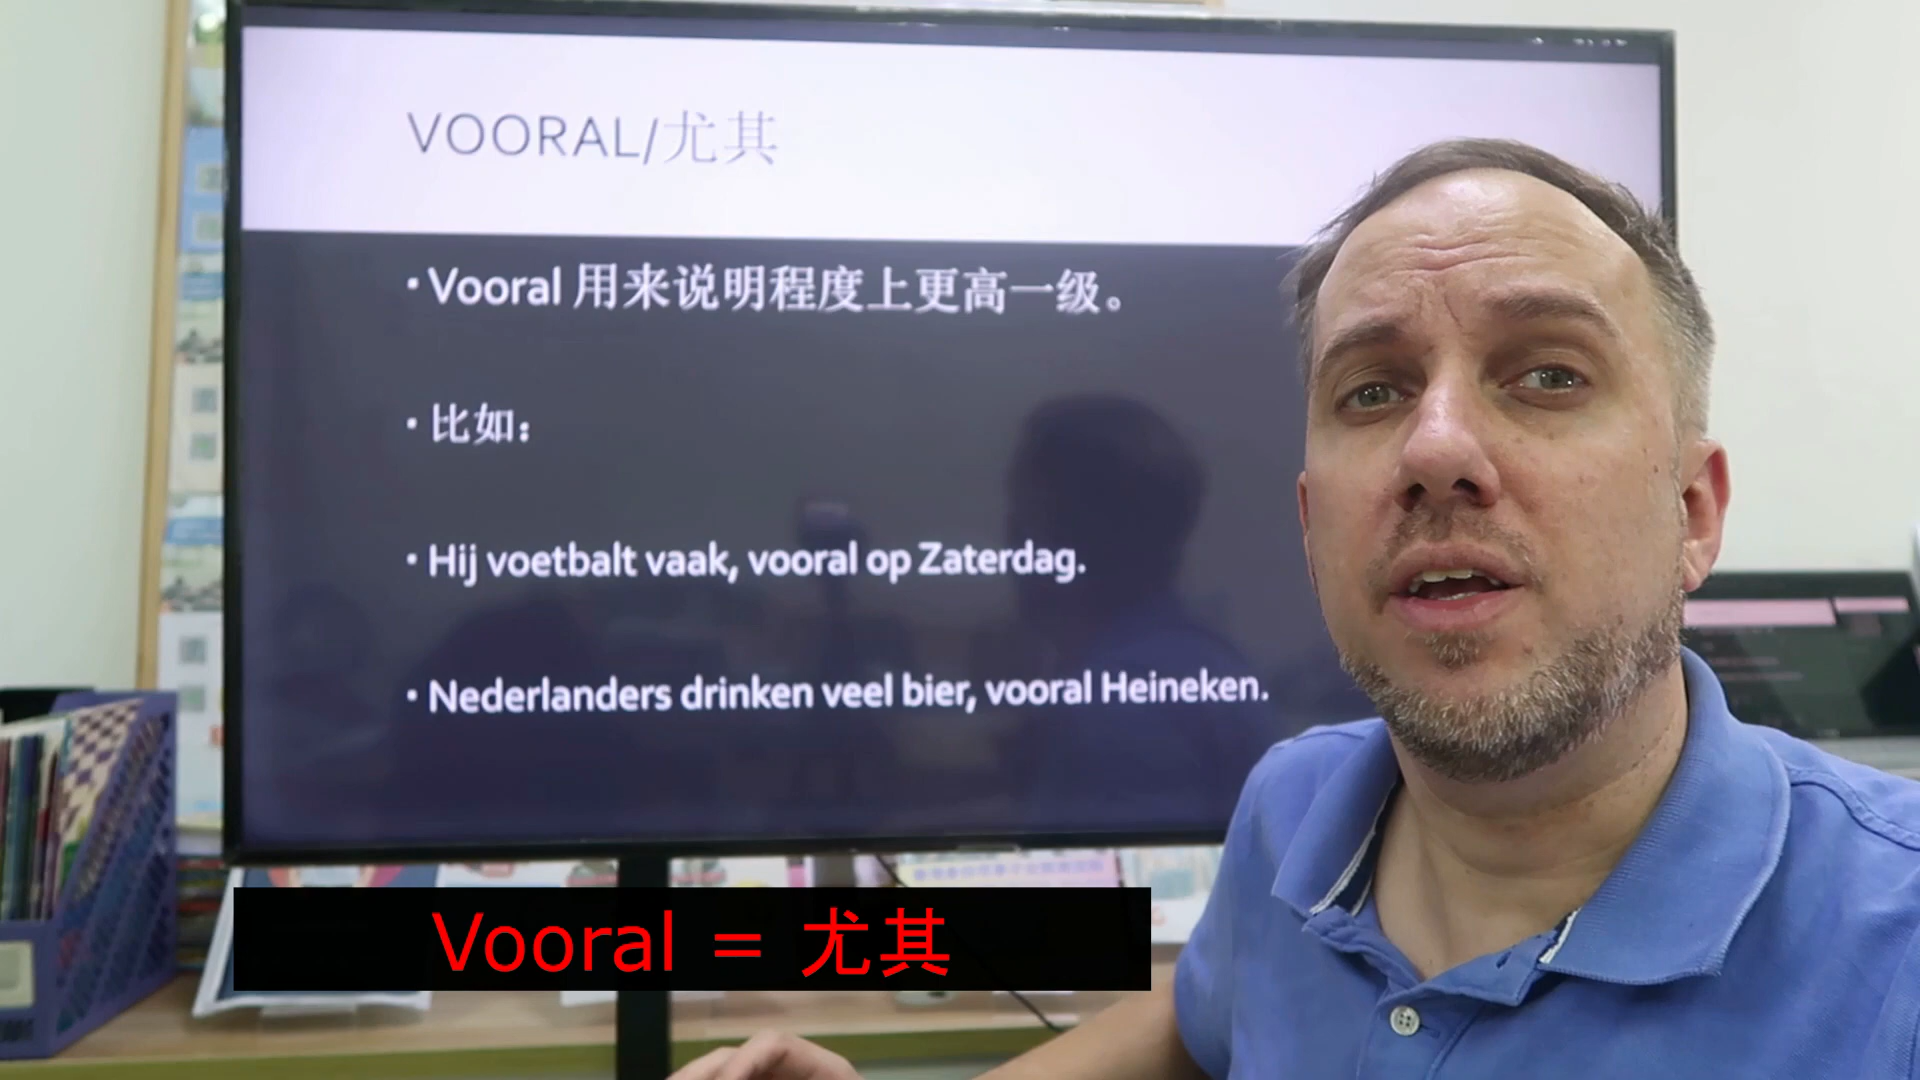 VOORAL/尤其
• Vooral 用来说明程度上更高一级。
• 比如：
• Hij voetbalt vaak, vooral op Zaterdag.
• Nederlanders drinken veel bier, vooral Heineken.
Vooral = 尤其